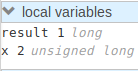 local variables
result 1 long
x 2 unsigned long